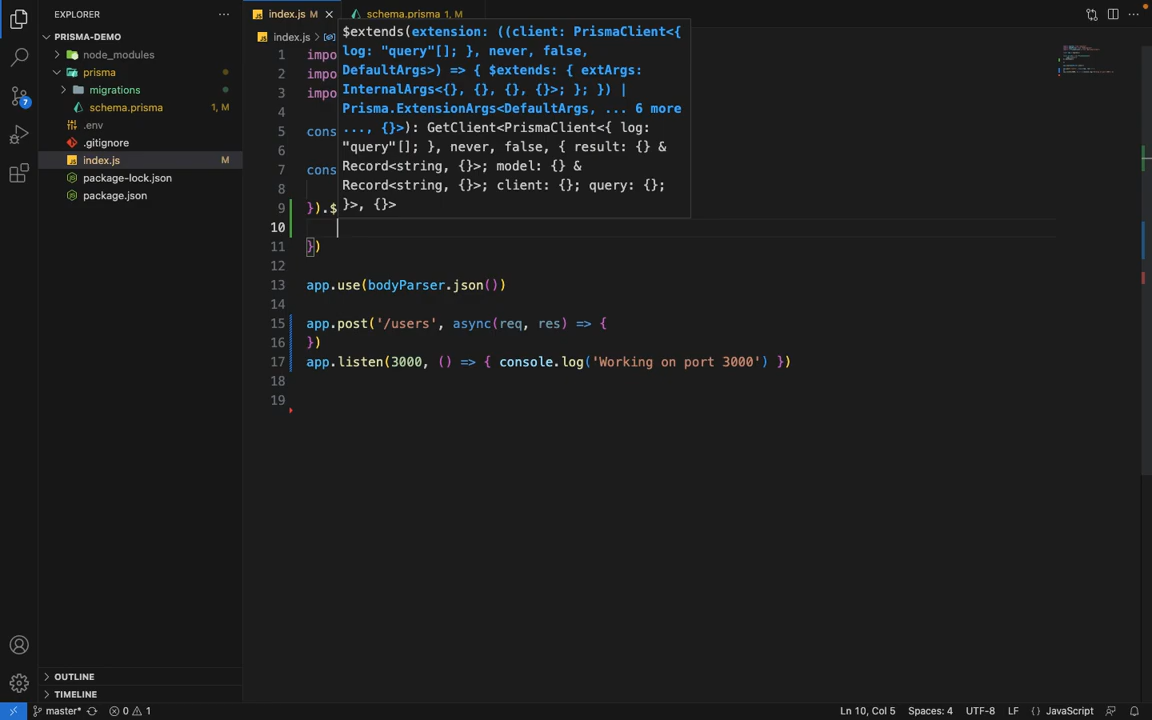 EXPLORER
PRISMA-DEMO
node_modules
prisma
migrations
schema.prisma 1, M
.env
.gitignore
index.js M
package-lock.json
package.json
OUTLINE
TIMELINE
7
index.js M
schema.prisma 1, M
index.js
$extends(extension: ((client: PrismaClient<{
log: "query"[]; }, never, false,
DefaultArgs>) => { $extends: { extArgs:
InternalArgs<{}, {}, {}, {}>; }; }) |
Prisma.ExtensionArgs<DefaultArgs, ... 6 more
..., {}>): GetClient<PrismaClient<{ log:
"query"[]; }, never, false, { result: {} &
Record<string, {}>; model: {} &
Record<string, {}>; client: {}; query: {};
}>, {}>
1 impo
2 impo
3 impo
4
5 cons
6
7 cons
8
9 }).$
10
11 })
12
13 app.use(bodyParser.json())
14
15 app.post('/users', async(req, res) => {
16 })
17 app.listen(3000, () => { console.log('Working on port 3000') })
18
19
master* 0 1 Ln 10, Col 5 Spaces: 4 UTF-8 LF {} JavaScript